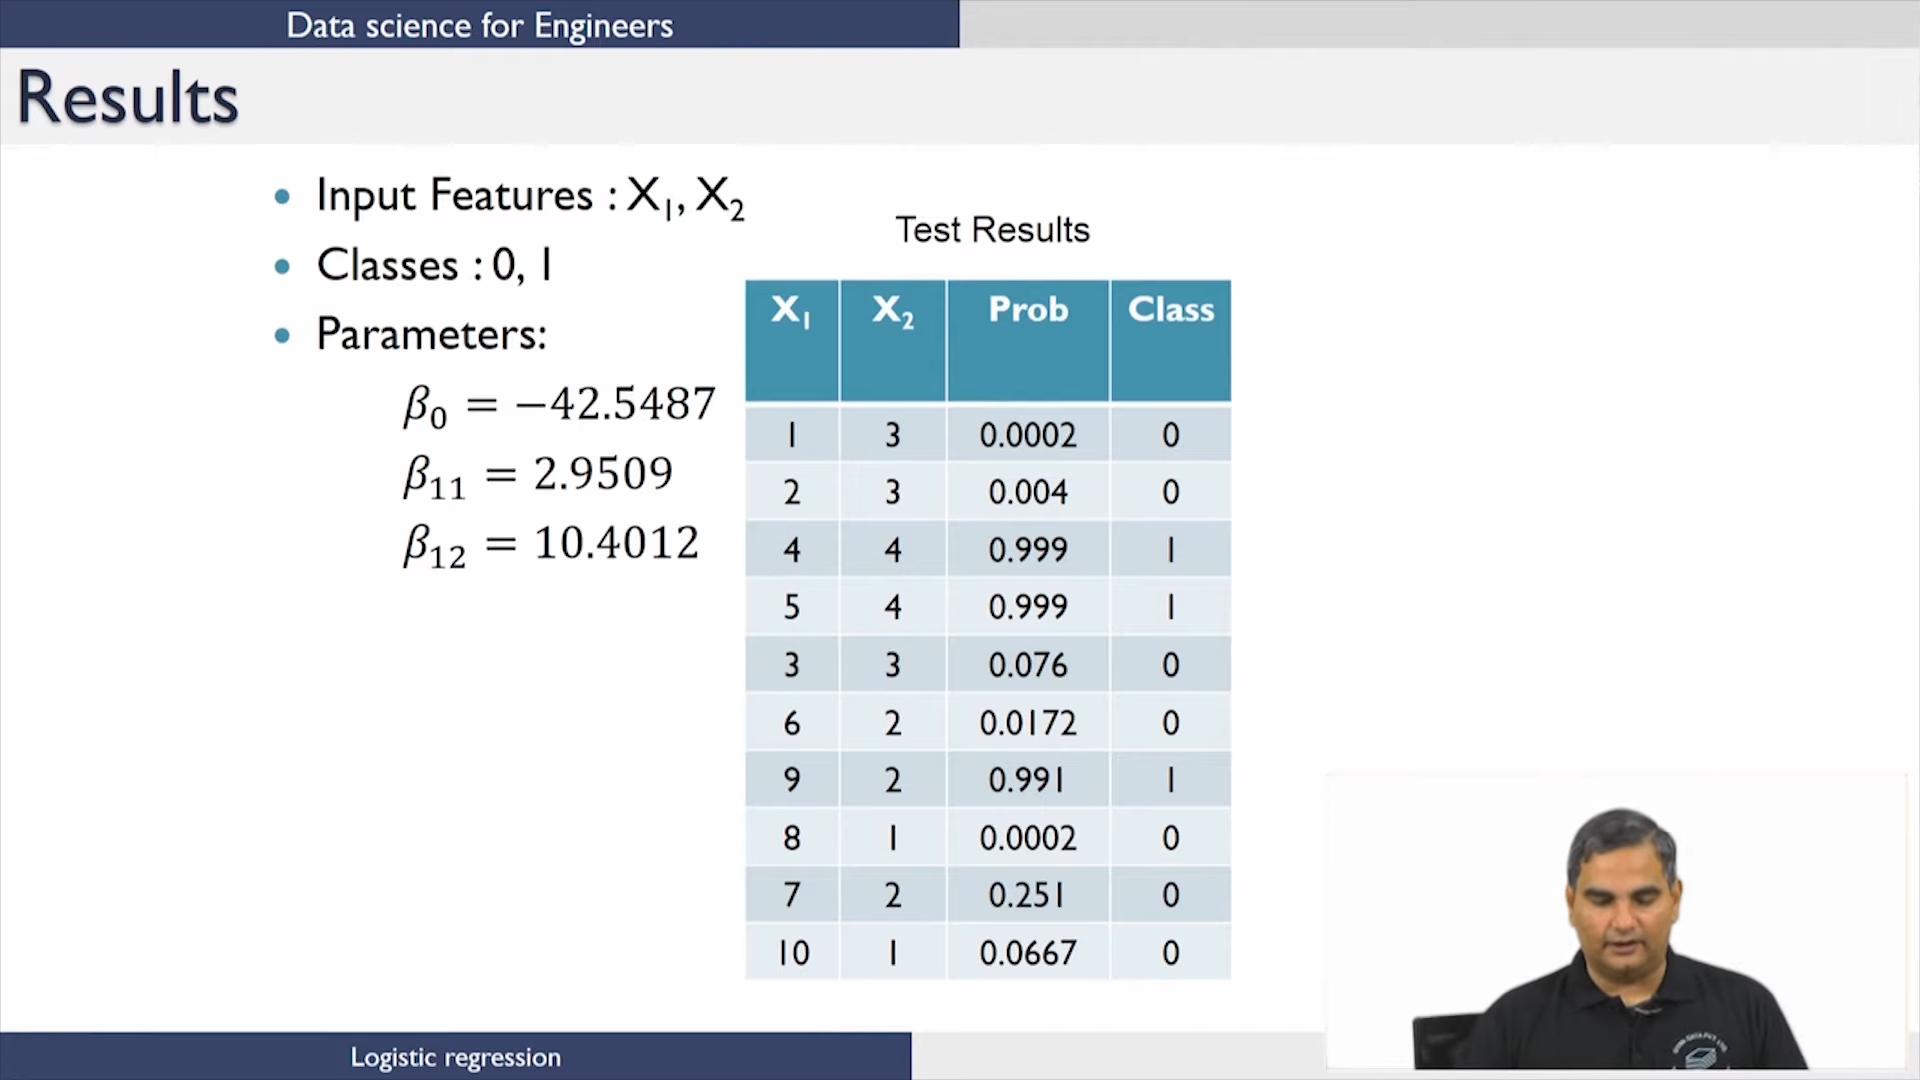 Data science for Engineers
Results
• Input Features : X₁, X₂
• Classes : 0, 1
• Parameters:
β₀ = −42.5487
β₁₁ = 2.9509
β₁₂ = 10.4012
Test Results
X₁ X₂ Prob Class
1 3 0.0002 0
2 3 0.004 0
4 4 0.999 1
5 4 0.999 1
3 3 0.076 0
6 2 0.0172 0
9 2 0.991 1
8 1 0.0002 0
7 2 0.251 0
10 1 0.0667 0
Logistic regression